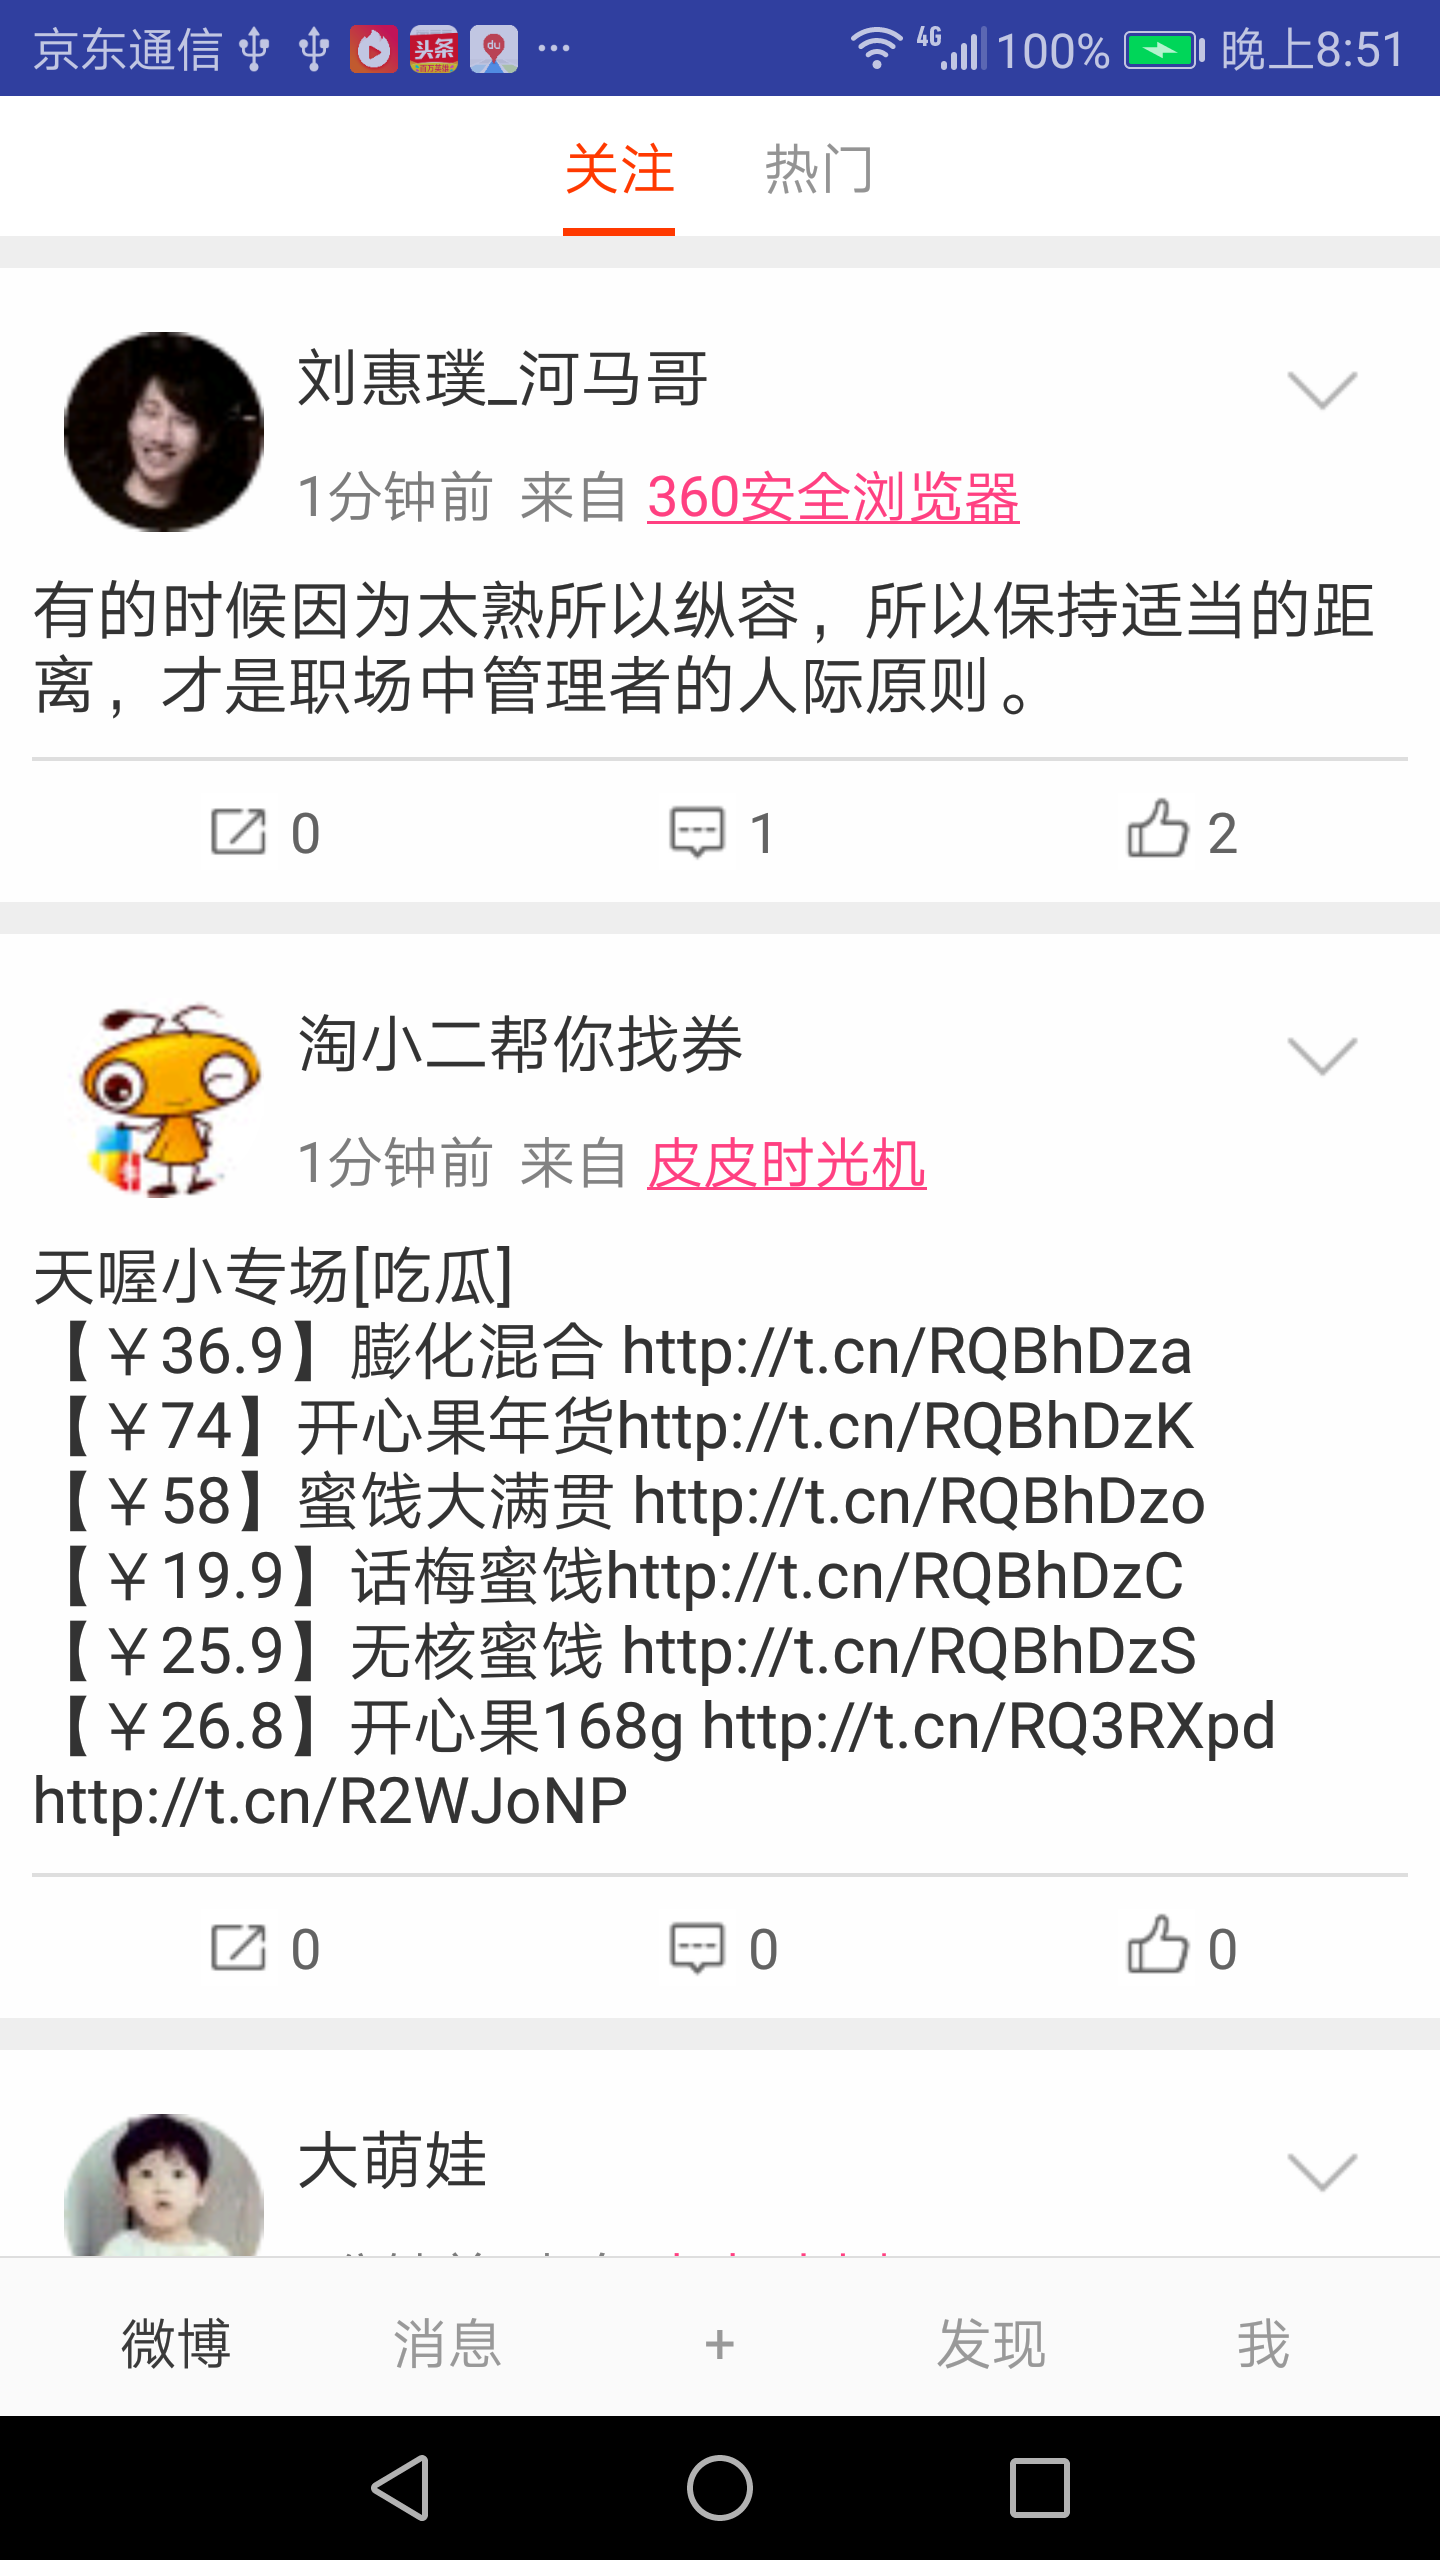 京东通信 ... 4G 100% 晚上8:51
头条
du
关注 热门
刘惠璞_河马哥
1分钟前 来自 360安全浏览器
有的时候因为太熟所以纵容，所以保持适当的距
离，才是职场中管理者的人际原则。
0 1 2
淘小二帮你找券
1分钟前 来自 皮皮时光机
天喔小专场[吃瓜]
【￥36.9】膨化混合 http://t.cn/RQBhDza
【￥74】开心果年货http://t.cn/RQBhDzK
【￥58】蜜饯大满贯 http://t.cn/RQBhDzo
【￥19.9】话梅蜜饯http://t.cn/RQBhDzC
【￥25.9】无核蜜饯 http://t.cn/RQBhDzS
【￥26.8】开心果168g http://t.cn/RQ3RXpd
http://t.cn/R2WJoNP
0 0 0
大萌娃
微博 消息 + 发现 我